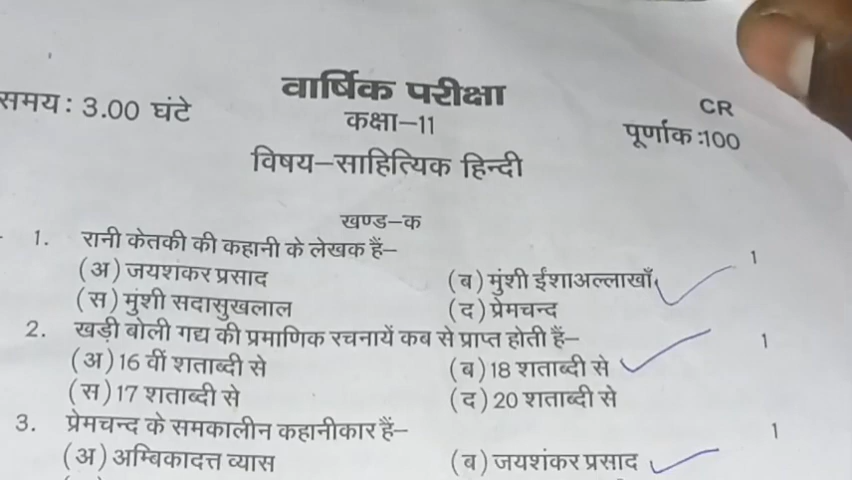 वार्षिक परीक्षा
समय: 3.00 घंटे
कक्षा–11
CR
पूर्णाक :100
विषय–साहित्यिक हिन्दी
खण्ड–क
1. रानी केतकी की कहानी के लेखक हैं– 1
(अ) जयशंकर प्रसाद (ब) मुंशी ईंशाअल्लाखाँ
(स) मुंशी सदासुखलाल (द) प्रेमचन्द
2. खड़ी बोली गद्य की प्रमाणिक रचनायें कब से प्राप्त होती हैं– 1
(अ) 16 वीं शताब्दी से (ब) 18 शताब्दी से
(स) 17 शताब्दी से (द) 20 शताब्दी से
3. प्रेमचन्द के समकालीन कहानीकार हैं– 1
(अ) अम्बिकादत्त व्यास (ब) जयशंकर प्रसाद